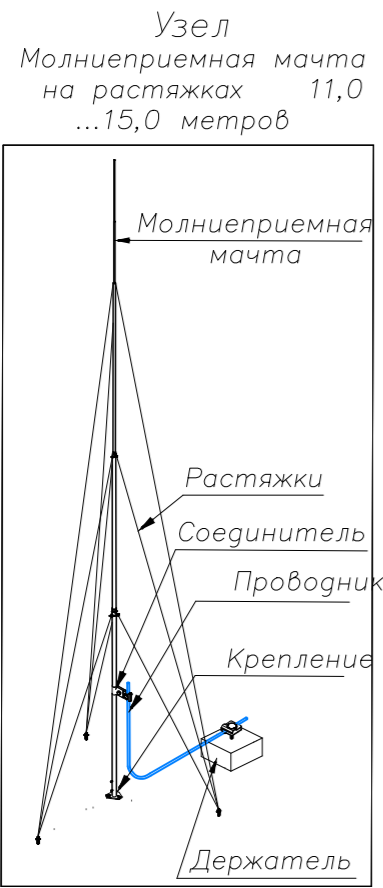 Узел
Молниеприемная мачта
на растяжках 11,0
...15,0 метров
Молниеприемная
мачта
Растяжки
Соединитель
Проводник
Крепление
Держатель